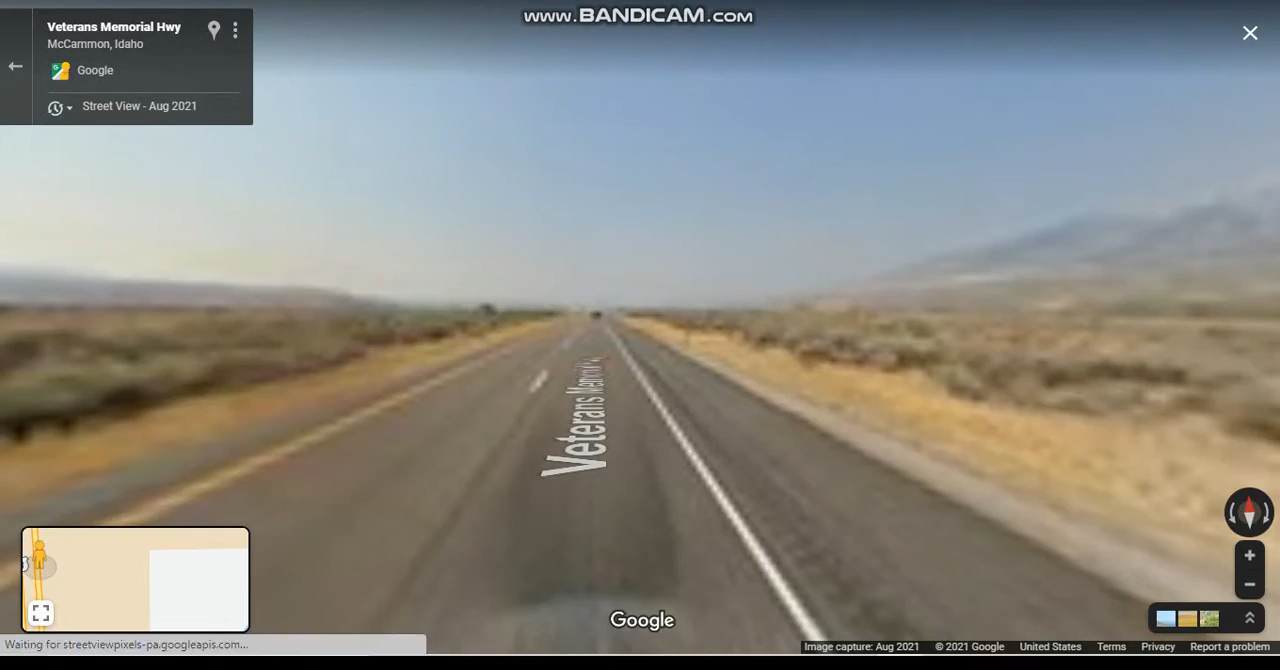 www.BANDICAM.com
Veterans Memorial Hwy
McCammon, Idaho
Google
Street View - Aug 2021
Veterans Memorial
Google
Waiting for streetviewpixels-pa.googleapis.com...
Image capture: Aug 2021 © 2021 Google United States Terms Privacy Report a problem